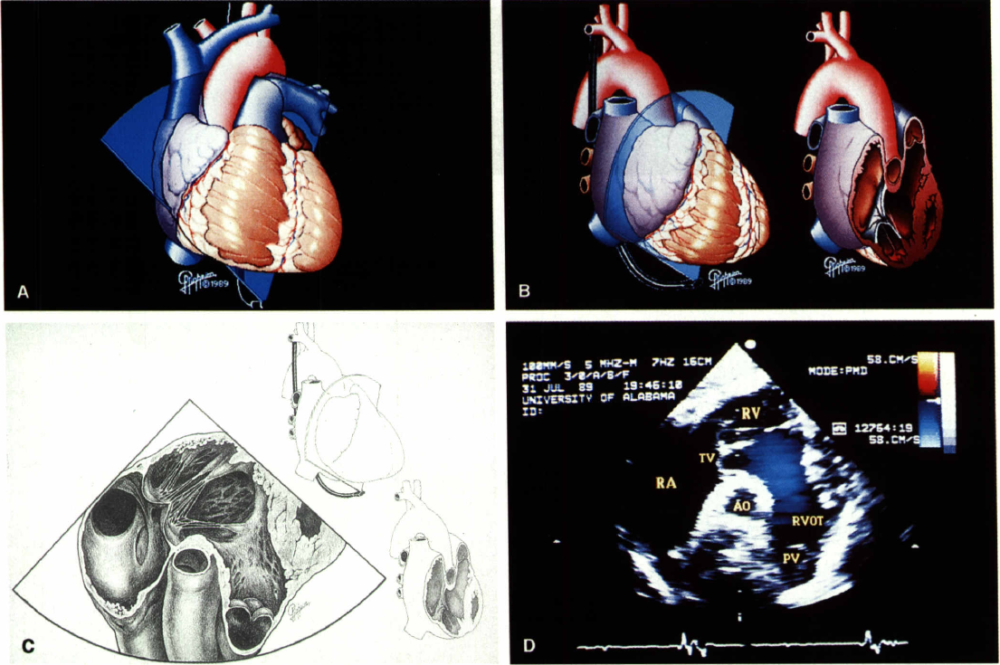 A
©1989
B
©1989
©1989
C
100MM/S 5 MHZ-M 7HZ 16CM
PROC 3/0/A/B/F
31 JUL 89 19:46:10
UNIVERSITY OF ALABAMA
ID:
58.CM/S
MODE:PMD
12764:19
58.CM/S
RV
TV
RA
AO
RVOT
PV
D